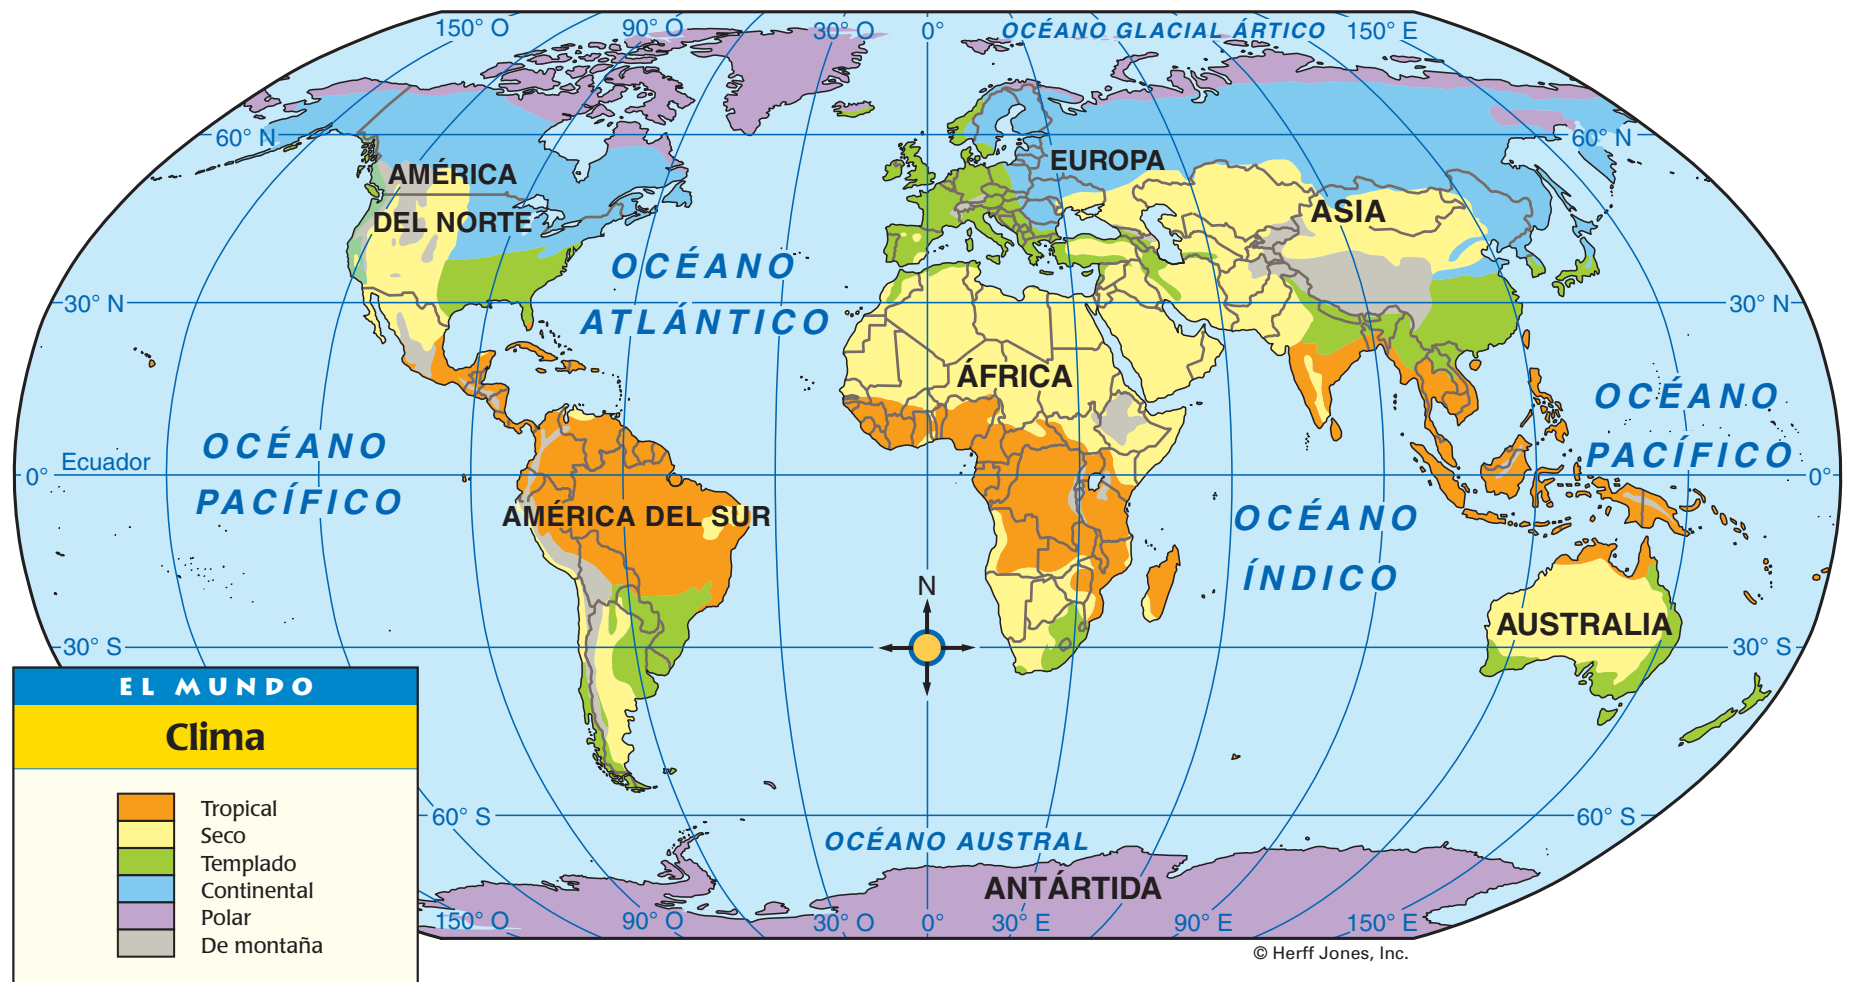 150° O
90° O
30° O
0°
OCÉANO GLACIAL ÁRTICO
150° E
60° N
60° N
AMÉRICA
DEL NORTE
EUROPA
ASIA
OCÉANO
ATLÁNTICO
30° N
30° N
ÁFRICA
OCÉANO
PACÍFICO
OCÉANO
PACÍFICO
0°
Ecuador
0°
AMÉRICA DEL SUR
OCÉANO
ÍNDICO
N
AUSTRALIA
30° S
30° S
EL MUNDO
Clima
Tropical
Seco
Templado
Continental
Polar
De montaña
60° S
60° S
OCÉANO AUSTRAL
ANTÁRTIDA
150° O
90° O
30° O
0°
30° E
90° E
150° E
© Herff Jones, Inc.